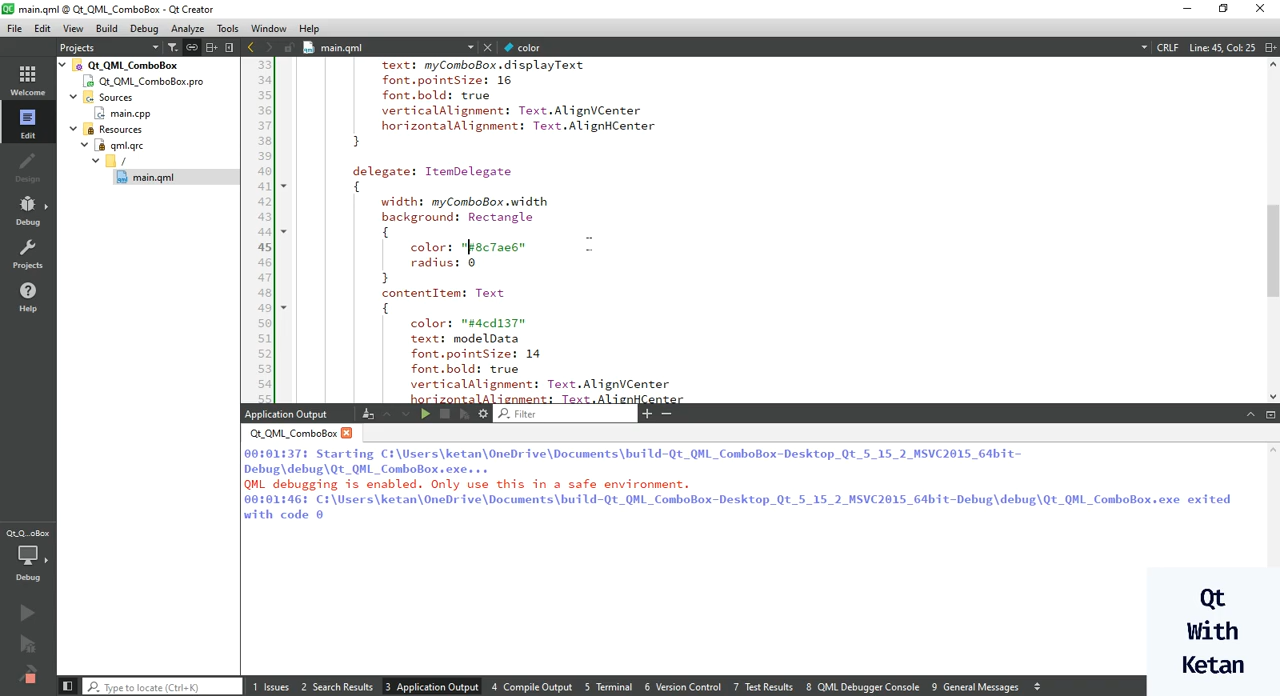 main.qml @ Qt_QML_ComboBox - Qt Creator
File Edit View Build Debug Analyze Tools Window Help
Projects main.qml color CRLF Line: 45, Col: 25
Welcome
Edit
Design
Debug
Projects
Help
Qt_Q...oBox
Debug
Qt_QML_ComboBox
Qt_QML_ComboBox.pro
Sources
main.cpp
Resources
qml.qrc
/
main.qml
33 text: myComboBox.displayText
34 font.pointSize: 16
35 font.bold: true
36 verticalAlignment: Text.AlignVCenter
37 horizontalAlignment: Text.AlignHCenter
38 }
39
40 delegate: ItemDelegate
41 {
42 width: myComboBox.width
43 background: Rectangle
44 {
45 color: "#8c7ae6"
46 radius: 0
47 }
48 contentItem: Text
49 {
50 color: "#4cd137"
51 text: modelData
52 font.pointSize: 14
53 font.bold: true
54 verticalAlignment: Text.AlignVCenter
55 horizontalAlignment: Text.AlignHCenter
Application Output Filter
Qt_QML_ComboBox
00:01:37: Starting C:\Users\ketan\OneDrive\Documents\build-Qt_QML_ComboBox-Desktop_Qt_5_15_2_MSVC2015_64bit-
Debug\debug\Qt_QML_ComboBox.exe...
QML debugging is enabled. Only use this in a safe environment.
00:01:46: C:\Users\ketan\OneDrive\Documents\build-Qt_QML_ComboBox-Desktop_Qt_5_15_2_MSVC2015_64bit-Debug\debug\Qt_QML_ComboBox.exe exited
with code 0
Qt
With
Ketan
Type to locate (Ctrl+K) 1 Issues 2 Search Results 3 Application Output 4 Compile Output 5 Terminal 6 Version Control 7 Test Results 8 QML Debugger Console 9 General Messages